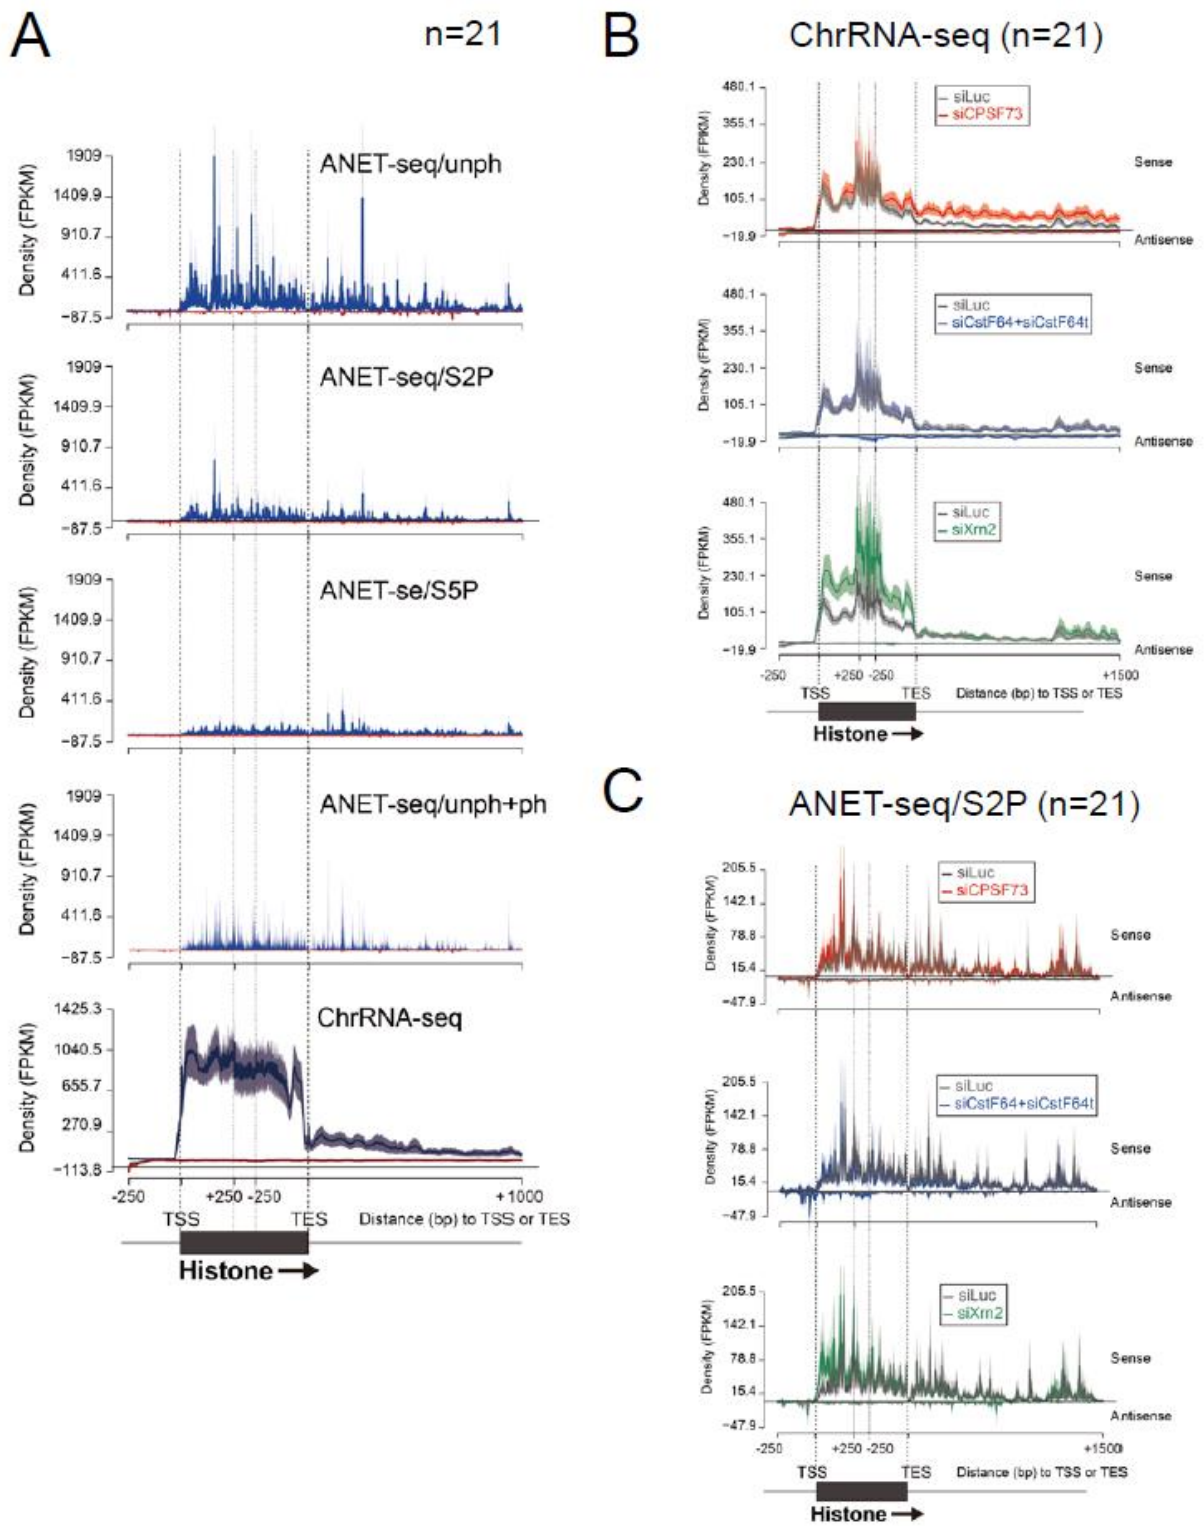 A
n=21
ANET-seq/unph
Density (FPKM)
1909
1409.9
910.7
411.6
−87.5
ANET-seq/S2P
Density (FPKM)
1909
1409.9
910.7
411.6
−87.5
ANET-se/S5P
Density (FPKM)
1909
1409.9
910.7
411.6
−87.5
ANET-seq/unph+ph
Density (FPKM)
1909
1409.9
910.7
411.6
−87.5
ChrRNA-seq
Density (FPKM)
1425.3
1040.5
655.7
270.9
−113.8
-250 +250 -250 +1000
TSS TES Distance (bp) to TSS or TES
Histone
B
ChrRNA-seq (n=21)
Density (FPKM)
480.1
355.1
230.1
105.1
−19.9
siLuc
siCPSF73
Sense
Antisense
Density (FPKM)
480.1
355.1
230.1
105.1
−19.9
siLuc
siCstF64+siCstF64t
Sense
Antisense
Density (FPKM)
480.1
355.1
230.1
105.1
−19.9
siLuc
siXrn2
Sense
Antisense
-250 +250 -250 +1500
TSS TES Distance (bp) to TSS or TES
Histone
C
ANET-seq/S2P (n=21)
Density (FPKM)
205.5
142.1
78.8
15.4
−47.9
siLuc
siCPSF73
Sense
Antisense
Density (FPKM)
205.5
142.1
78.8
15.4
−47.9
siLuc
siCstF64+siCstF64t
Sense
Antisense
Density (FPKM)
205.5
142.1
78.8
15.4
−47.9
siLuc
siXrn2
Sense
Antisense
-250 +250 -250 +1500
TSS TES Distance (bp) to TSS or TES
Histone